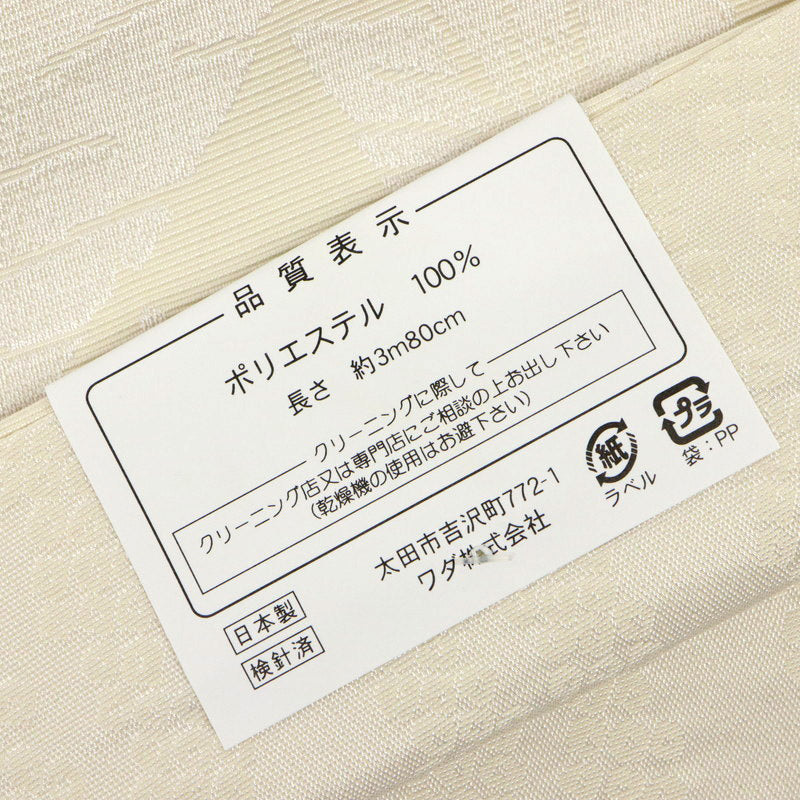 品質表示
ポリエステル 100%
長さ 約3m80cm
クリーニングに際して
クリーニング店又は専門店にご相談の上お出し下さい
(乾燥機の使用はお避下さい)
太田市吉沢町772-1
ワダ株式会社
紙
ラベル
プラ
袋：PP
日本製
検針済